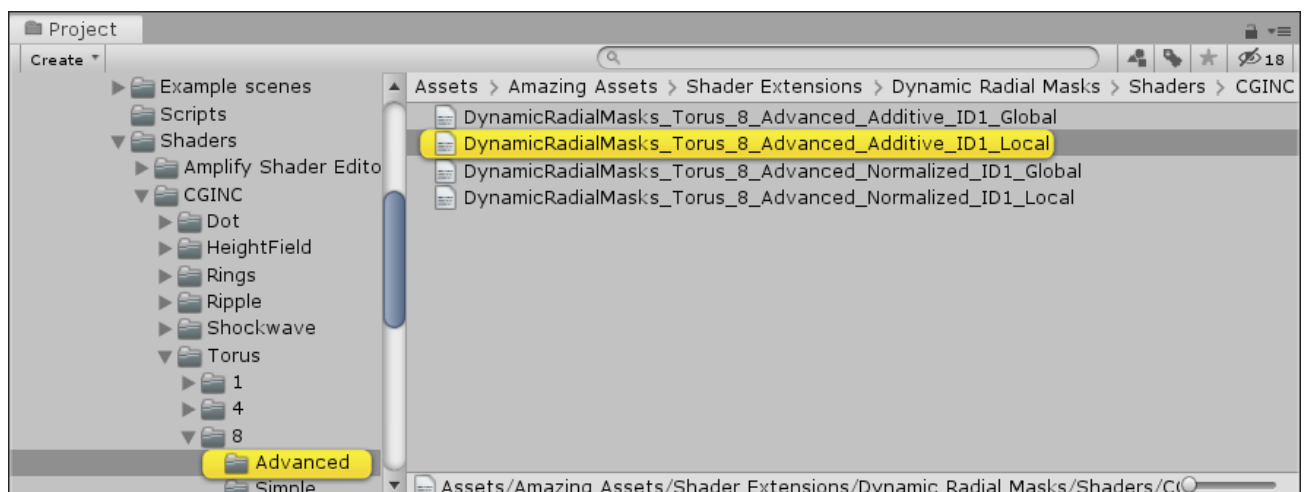 Project
Create
18
Example scenes
Scripts
Shaders
Amplify Shader Edito
CGINC
Dot
HeightField
Rings
Ripple
Shockwave
Torus
1
4
8
Advanced
Simple
Assets > Amazing Assets > Shader Extensions > Dynamic Radial Masks > Shaders > CGINC
DynamicRadialMasks_Torus_8_Advanced_Additive_ID1_Global
DynamicRadialMasks_Torus_8_Advanced_Additive_ID1_Local
DynamicRadialMasks_Torus_8_Advanced_Normalized_ID1_Global
DynamicRadialMasks_Torus_8_Advanced_Normalized_ID1_Local
Assets/Amazing Assets/Shader Extensions/Dynamic Radial Masks/Shaders/C